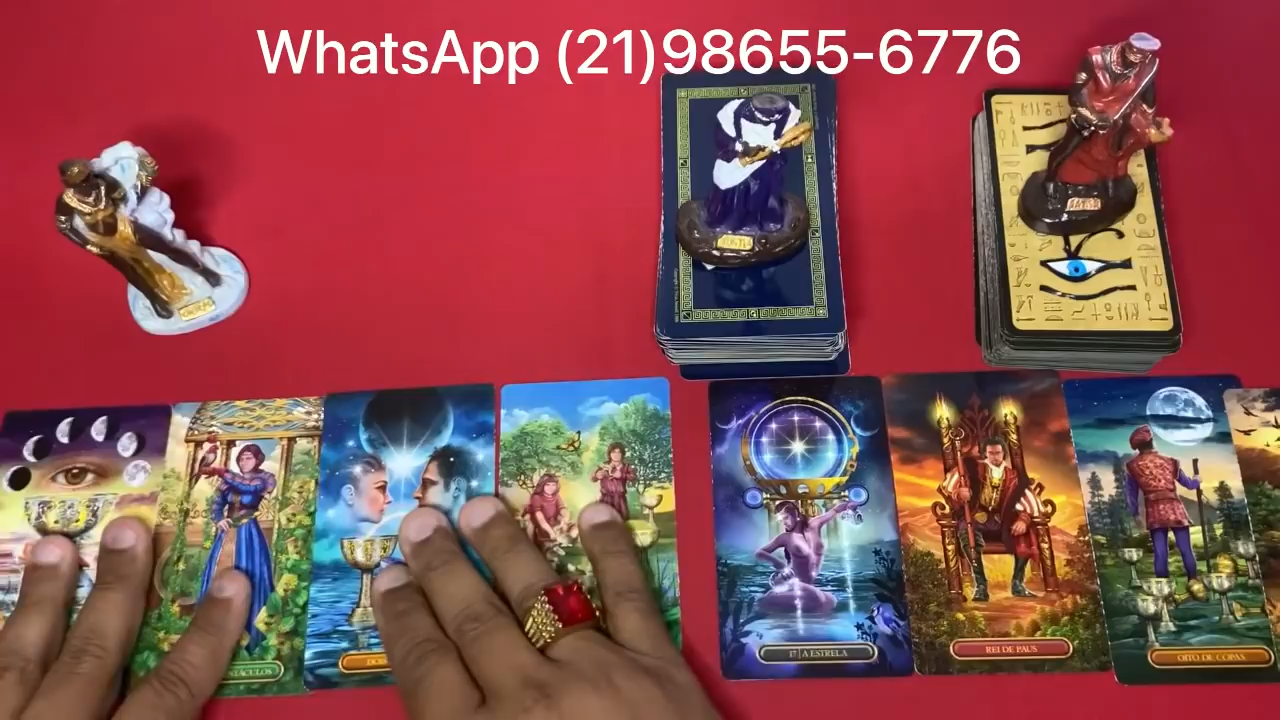 WhatsApp (21)98655-6776
17 | A ESTRELA
REI DE PAUS
OITO DE COPAS